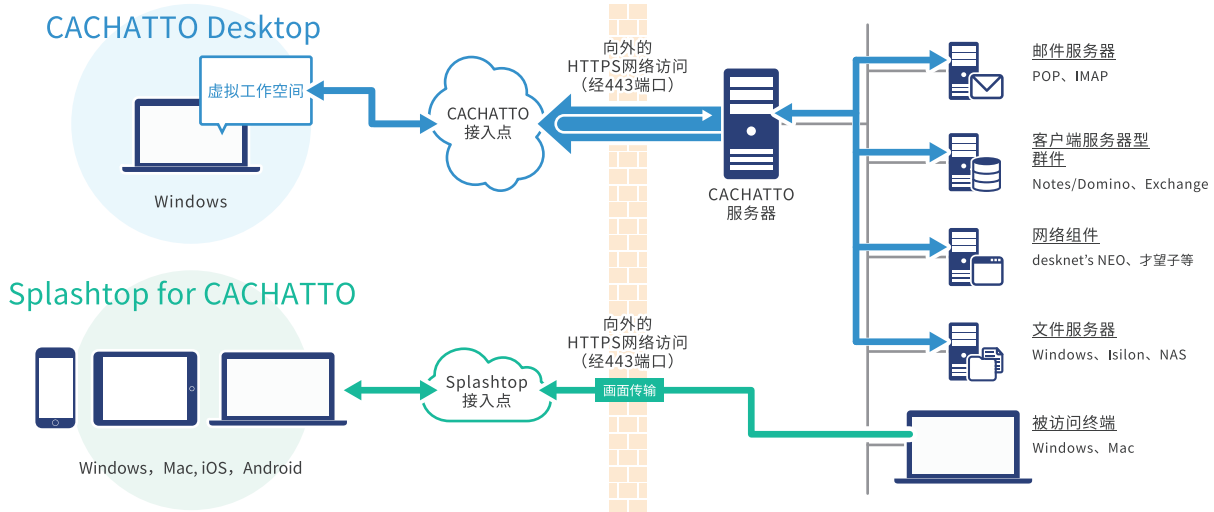 CACHATTO Desktop
虚拟工作空间
Windows
CACHATTO
接入点
向外的
HTTPS网络访问
（经443端口）
CACHATTO
服务器
邮件服务器
POP、IMAP
客户端服务器型
群件
Notes/Domino、Exchange
网络组件
desknet's NEO、才望子等
文件服务器
Windows、Isilon、NAS
Splashtop for CACHATTO
Windows，Mac, iOS，Android
Splashtop
接入点
向外的
HTTPS网络访问
（经443端口）
画面传输
被访问终端
Windows、Mac